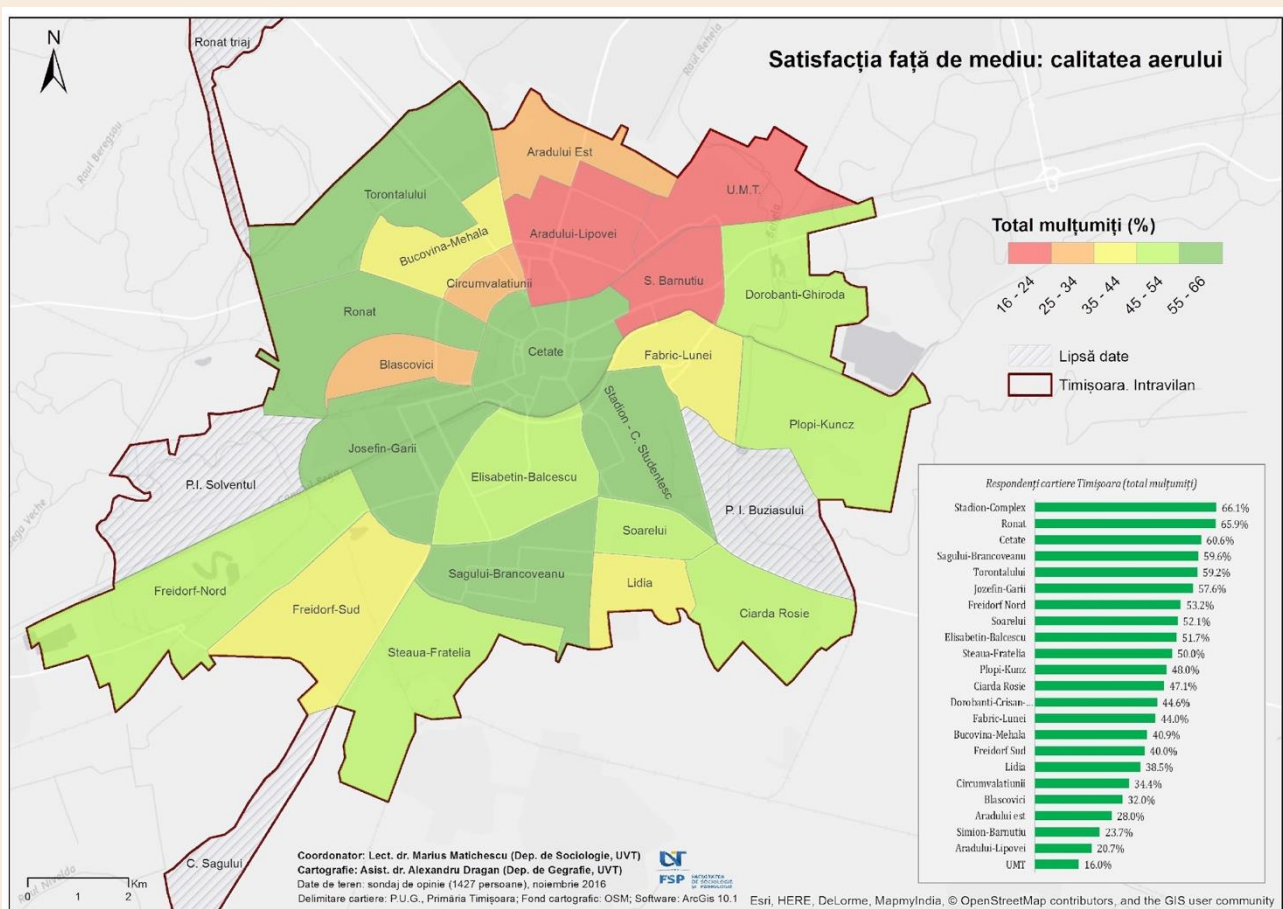 N
Ronat triaj
Satisfacția față de mediu: calitatea aerului
Raul Beregsau
Raul Behela
Aradului Est
U.M.T.
Torontalului
Aradului-Lipovei
Bucovina-Mehala
Behela
Circumvalatiunii
S. Barnutiu
Dorobanti-Ghiroda
Ronat
Cetate
Blascovici
Fabric-Lunei
Stadion - C. Studentesc
Plopi-Kuncz
Josefin-Garii
Elisabetin-Balcescu
P.I. Solventul
P. I. Buziasului
Soarelui
Sagului-Brancoveanu
Lidia
Freidorf-Nord
Freidorf-Sud
Ciarda Rosie
Steaua-Fratelia
C. Sagului
Total mulțumiți (%)
16 - 24
25 - 34
35 - 44
45 - 54
55 - 66
Lipsă date
Timișoara. Intravilan
Respondenți cartiere Timișoara (total mulțumiți)
Stadion-Complex 66.1%
Ronat 65.9%
Cetate 60.6%
Sagului-Brancoveanu 59.6%
Torontalului 59.2%
Jozefin-Garii 57.6%
Freidorf Nord 53.2%
Soarelui 52.1%
Elisabetin-Balcescu 51.7%
Steaua-Fratelia 50.0%
Plopi-Kunz 48.0%
Ciarda Rosie 47.1%
Dorobanti-Crisan-... 44.6%
Fabric-Lunei 44.0%
Bucovina-Mehala 40.9%
Freidorf Sud 40.0%
Lidia 38.5%
Circumvalatiunii 34.4%
Blascovici 32.0%
Aradului est 28.0%
Simion-Barnutiu 23.7%
Aradului-Lipovei 20.7%
UMT 16.0%
Km
0 1 2
Coordonator: Lect. dr. Marius Matichescu (Dep. de Sociologie, UVT)
Cartografie: Asist. dr. Alexandru Dragan (Dep. de Gegrafie, UVT)
Date de teren: sondaj de opinie (1427 persoane), noiembrie 2016
Delimitare cartiere: P.U.G., Primăria Timișoara; Fond cartografic: OSM; Software: ArcGis 10.1
FSP
FACULTATEA
DE SOCIOLOGIE
ȘI PSIHOLOGIE
Esri, HERE, DeLorme, MapmyIndia, © OpenStreetMap contributors, and the GIS user community